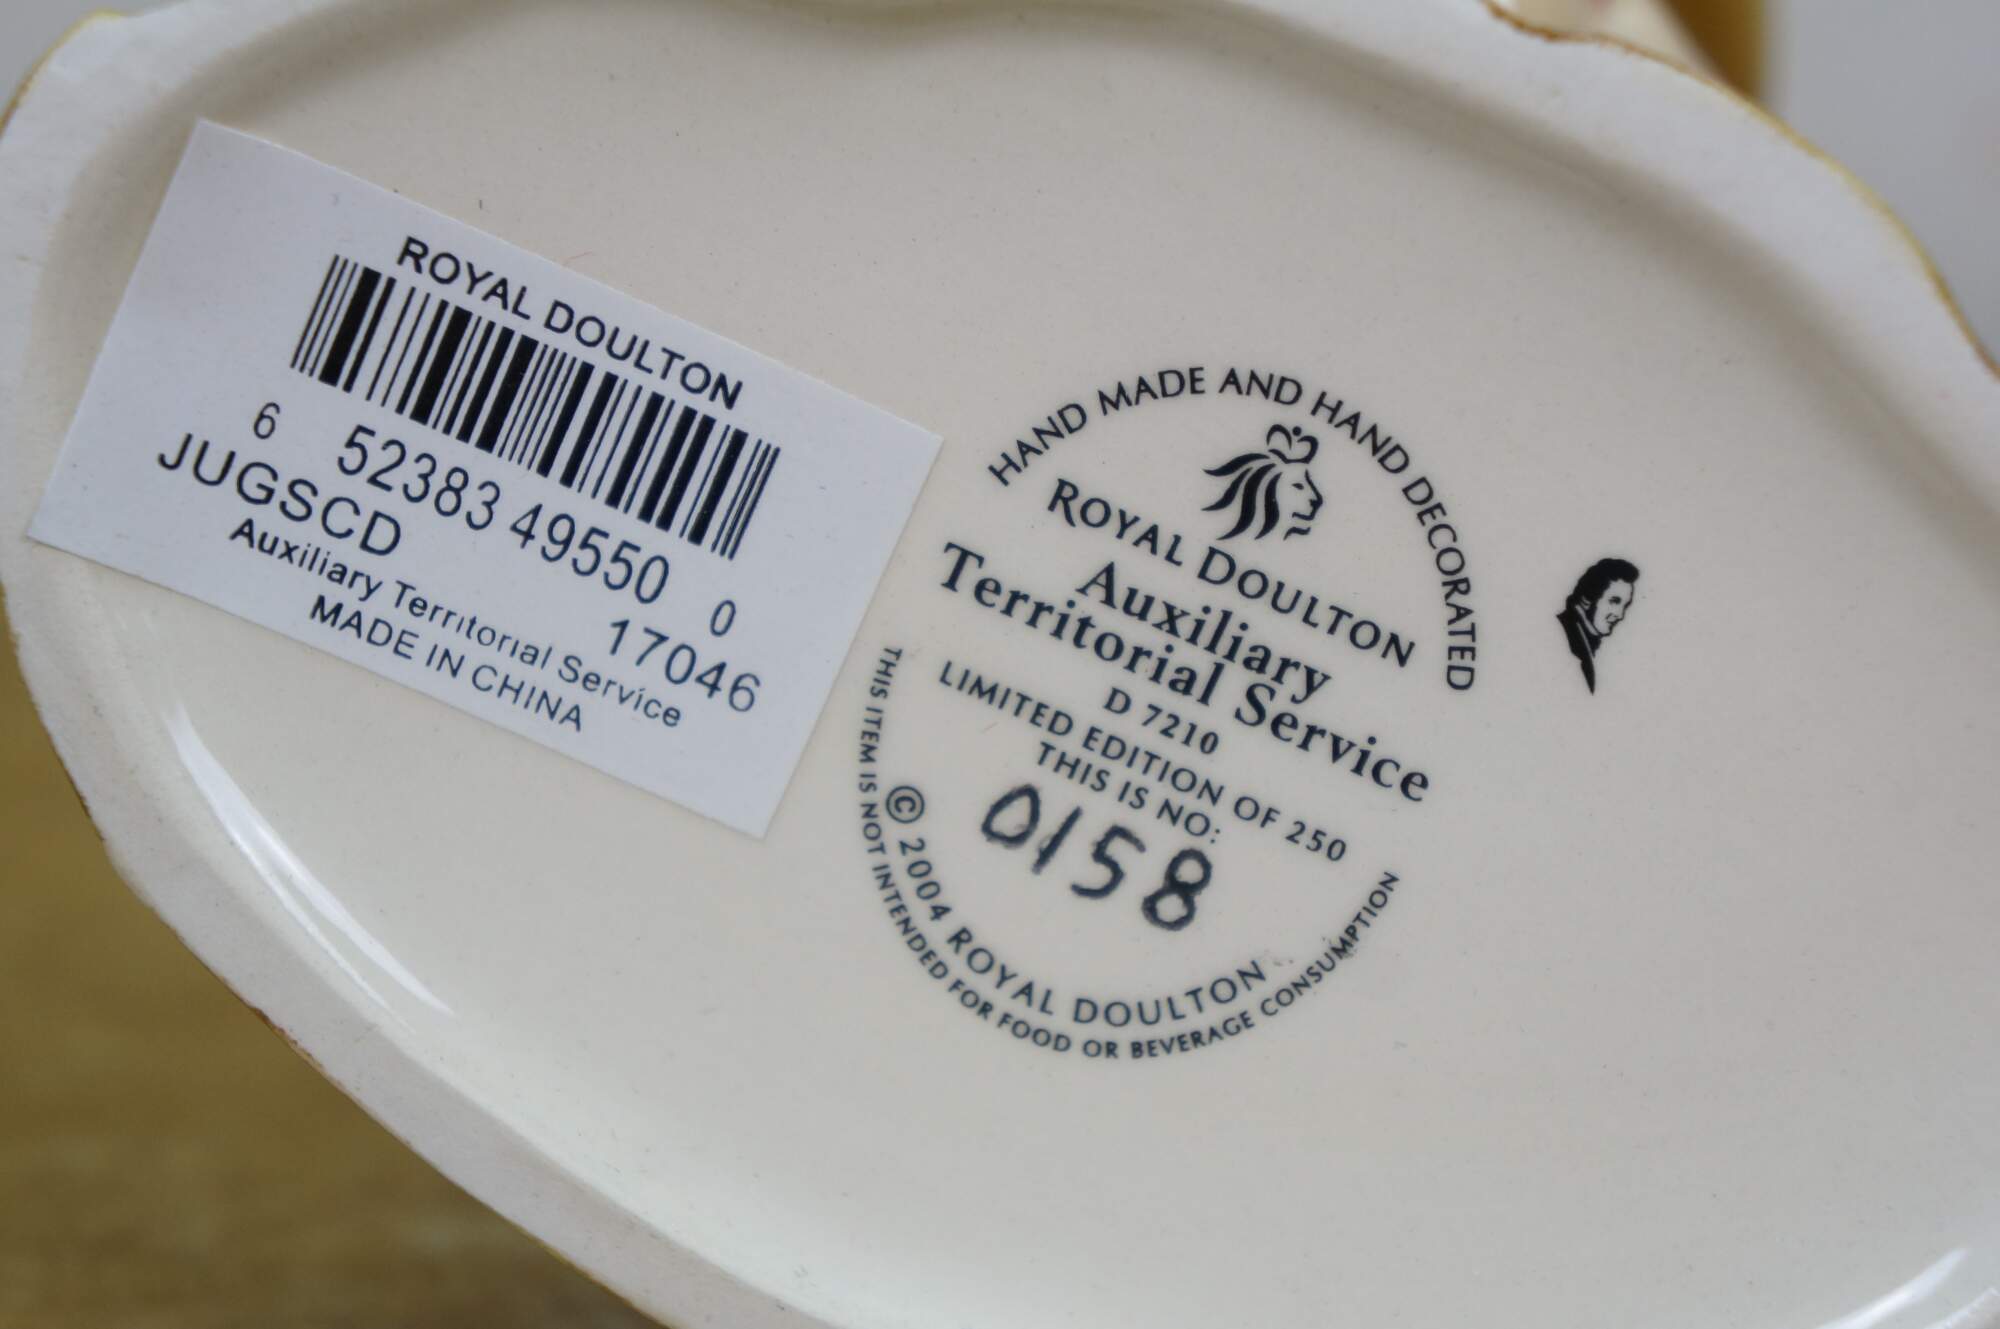 ROYAL DOULTON
6 52383 49550 0
JUGSCD 17046
Auxiliary Territorial Service
MADE IN CHINA
HAND MADE AND HAND DECORATED
ROYAL DOULTON
Auxiliary
Territorial Service
D 7210
LIMITED EDITION OF 250
THIS IS NO:
0158
© 2004 ROYAL DOULTON
THIS ITEM IS NOT INTENDED FOR FOOD OR BEVERAGE CONSUMPTION